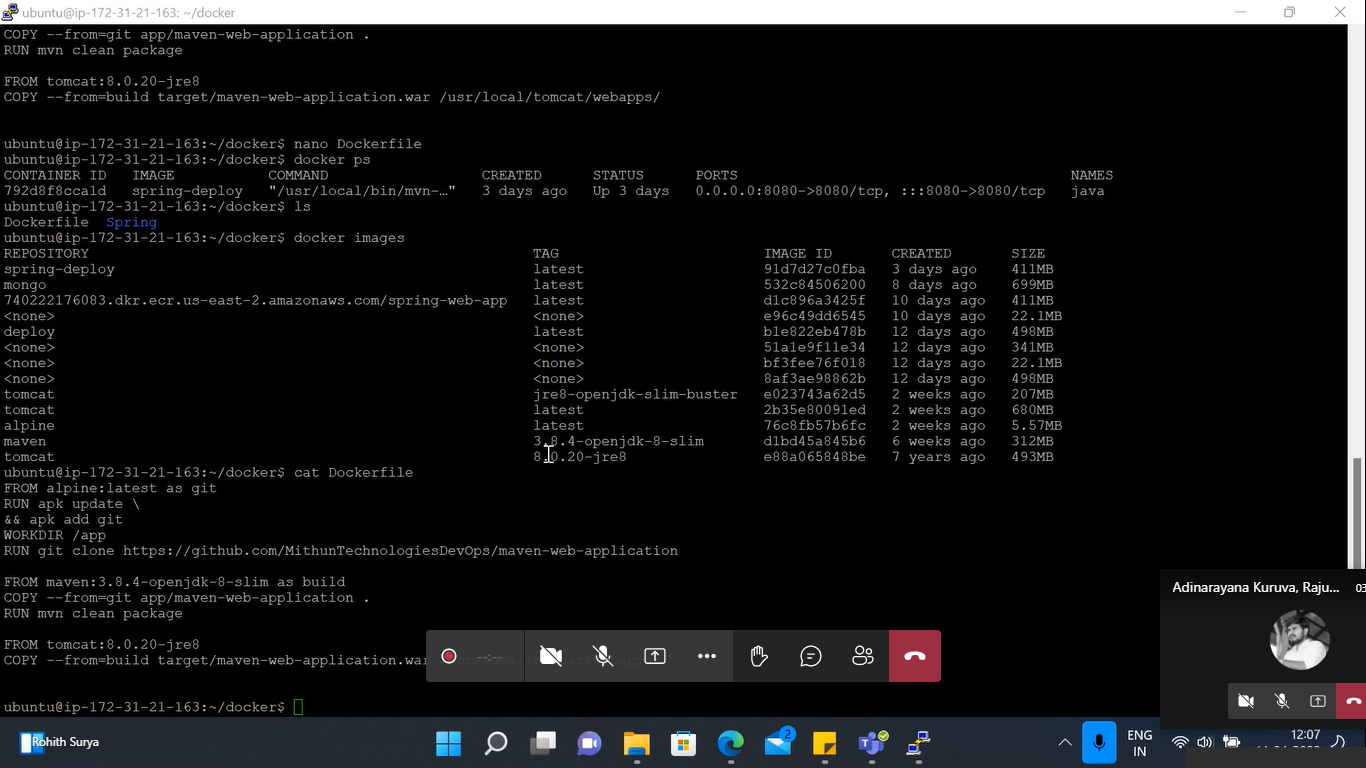 ubuntu@ip-172-31-21-163: ~/docker
COPY --from=git app/maven-web-application .
RUN mvn clean package
FROM tomcat:8.0.20-jre8
COPY --from=build target/maven-web-application.war /usr/local/tomcat/webapps/
ubuntu@ip-172-31-21-163:~/docker$ nano Dockerfile
ubuntu@ip-172-31-21-163:~/docker$ docker ps
CONTAINER ID   IMAGE           COMMAND                  CREATED      STATUS      PORTS                                       NAMES
792d8f8cca1d   spring-deploy   "/usr/local/bin/mvn-…"   3 days ago   Up 3 days   0.0.0.0:8080->8080/tcp, :::8080->8080/tcp   java
ubuntu@ip-172-31-21-163:~/docker$ ls
Dockerfile  Spring
ubuntu@ip-172-31-21-163:~/docker$ docker images
REPOSITORY                                                  TAG                       IMAGE ID       CREATED        SIZE
spring-deploy                                               latest                    91d7d27c0fba   3 days ago     411MB
mongo                                                       latest                    532c84506200   8 days ago     699MB
740222176083.dkr.ecr.us-east-2.amazonaws.com/spring-web-app   latest                    d1c896a3425f   10 days ago    411MB
<none>                                                      <none>                    e96c49dd6545   10 days ago    22.1MB
deploy                                                      latest                    b1e822eb478b   12 days ago    498MB
<none>                                                      <none>                    51a1e9f11e34   12 days ago    341MB
<none>                                                      <none>                    bf3fee76f018   12 days ago    22.1MB
<none>                                                      <none>                    8af3ae98862b   12 days ago    498MB
tomcat                                                      jre8-openjdk-slim-buster  e023743a62d5   2 weeks ago    207MB
tomcat                                                      latest                    2b35e80091ed   2 weeks ago    680MB
alpine                                                      latest                    76c8fb57b6fc   2 weeks ago    5.57MB
maven                                                       3.8.4-openjdk-8-slim      d1bd45a845b6   6 weeks ago    312MB
tomcat                                                      8.0.20-jre8               e88a065848be   7 years ago    493MB
ubuntu@ip-172-31-21-163:~/docker$ cat Dockerfile
FROM alpine:latest as git
RUN apk update \
&& apk add git
WORKDIR /app
RUN git clone https://github.com/MithunTechnologiesDevOps/maven-web-application
FROM maven:3.8.4-openjdk-8-slim as build
COPY --from=git app/maven-web-application .
RUN mvn clean package
FROM tomcat:8.0.20-jre8
COPY --from=build target/maven-web-application.war
ubuntu@ip-172-31-21-163:~/docker$
Adinarayana Kuruva, Raju... 03
Rohith Surya
2
ENG
IN
12:07